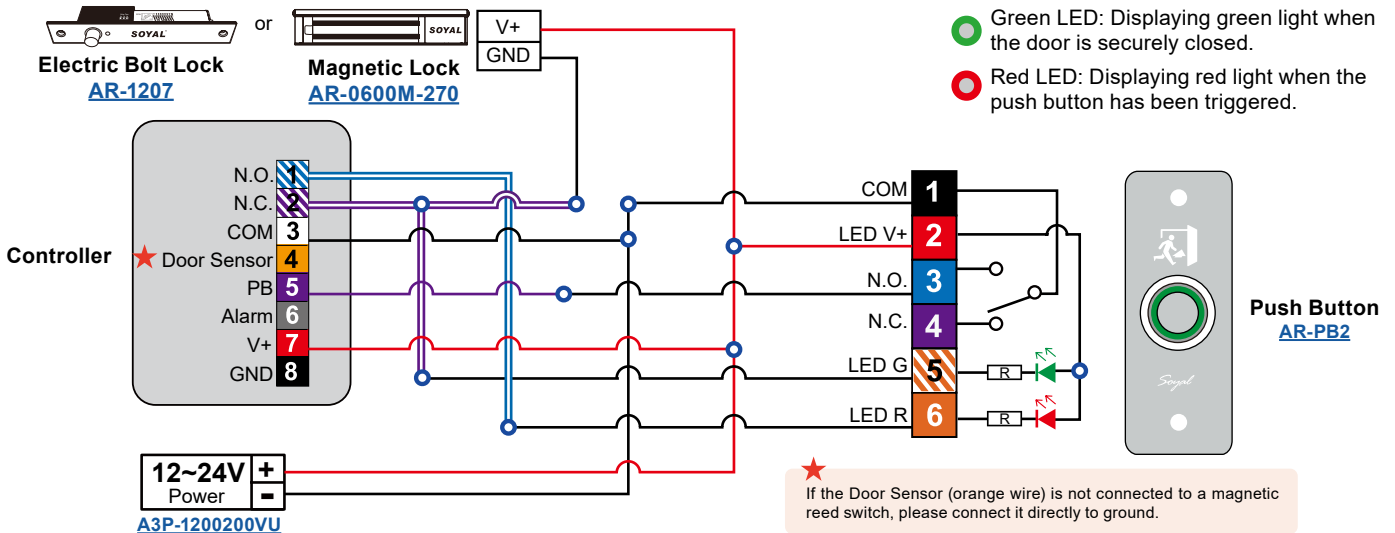 SOYAL
or
SOYAL
V+
GND
Electric Bolt Lock
AR-1207
Magnetic Lock
AR-0600M-270
Green LED: Displaying green light when
the door is securely closed.
Red LED: Displaying red light when the
push button has been triggered.
Controller
N.O. 1
N.C. 2
COM 3
Door Sensor 4
PB 5
Alarm 6
V+ 7
GND 8
12~24V +
Power -
A3P-1200200VU
COM 1
LED V+ 2
N.O. 3
N.C. 4
LED G 5 R
LED R 6 R
Soyal
Push Button
AR-PB2
If the Door Sensor (orange wire) is not connected to a magnetic
reed switch, please connect it directly to ground.